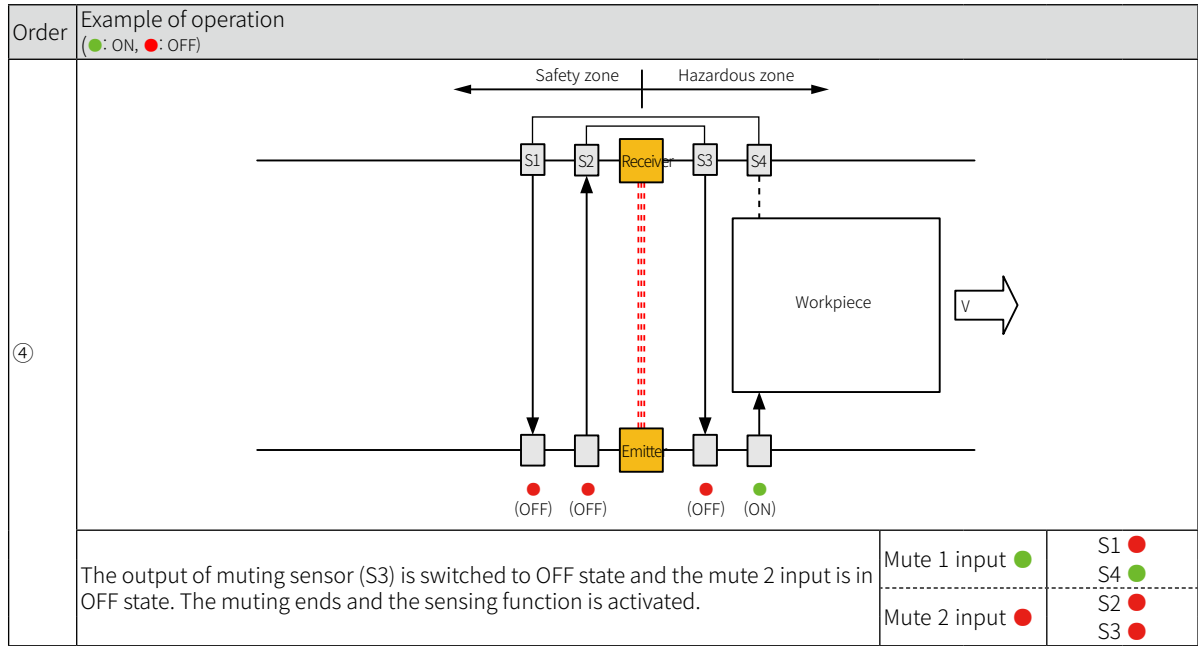 Order
Example of operation
(●: ON, ●: OFF)
④
Safety zone
Hazardous zone
S1
S2
Receiver
S3
S4
Workpiece
V
Emitter
(OFF)
(OFF)
(OFF)
(ON)
The output of muting sensor (S3) is switched to OFF state and the mute 2 input is in
OFF state. The muting ends and the sensing function is activated.
Mute 1 input ●
S1 ●
S4 ●
Mute 2 input ●
S2 ●
S3 ●